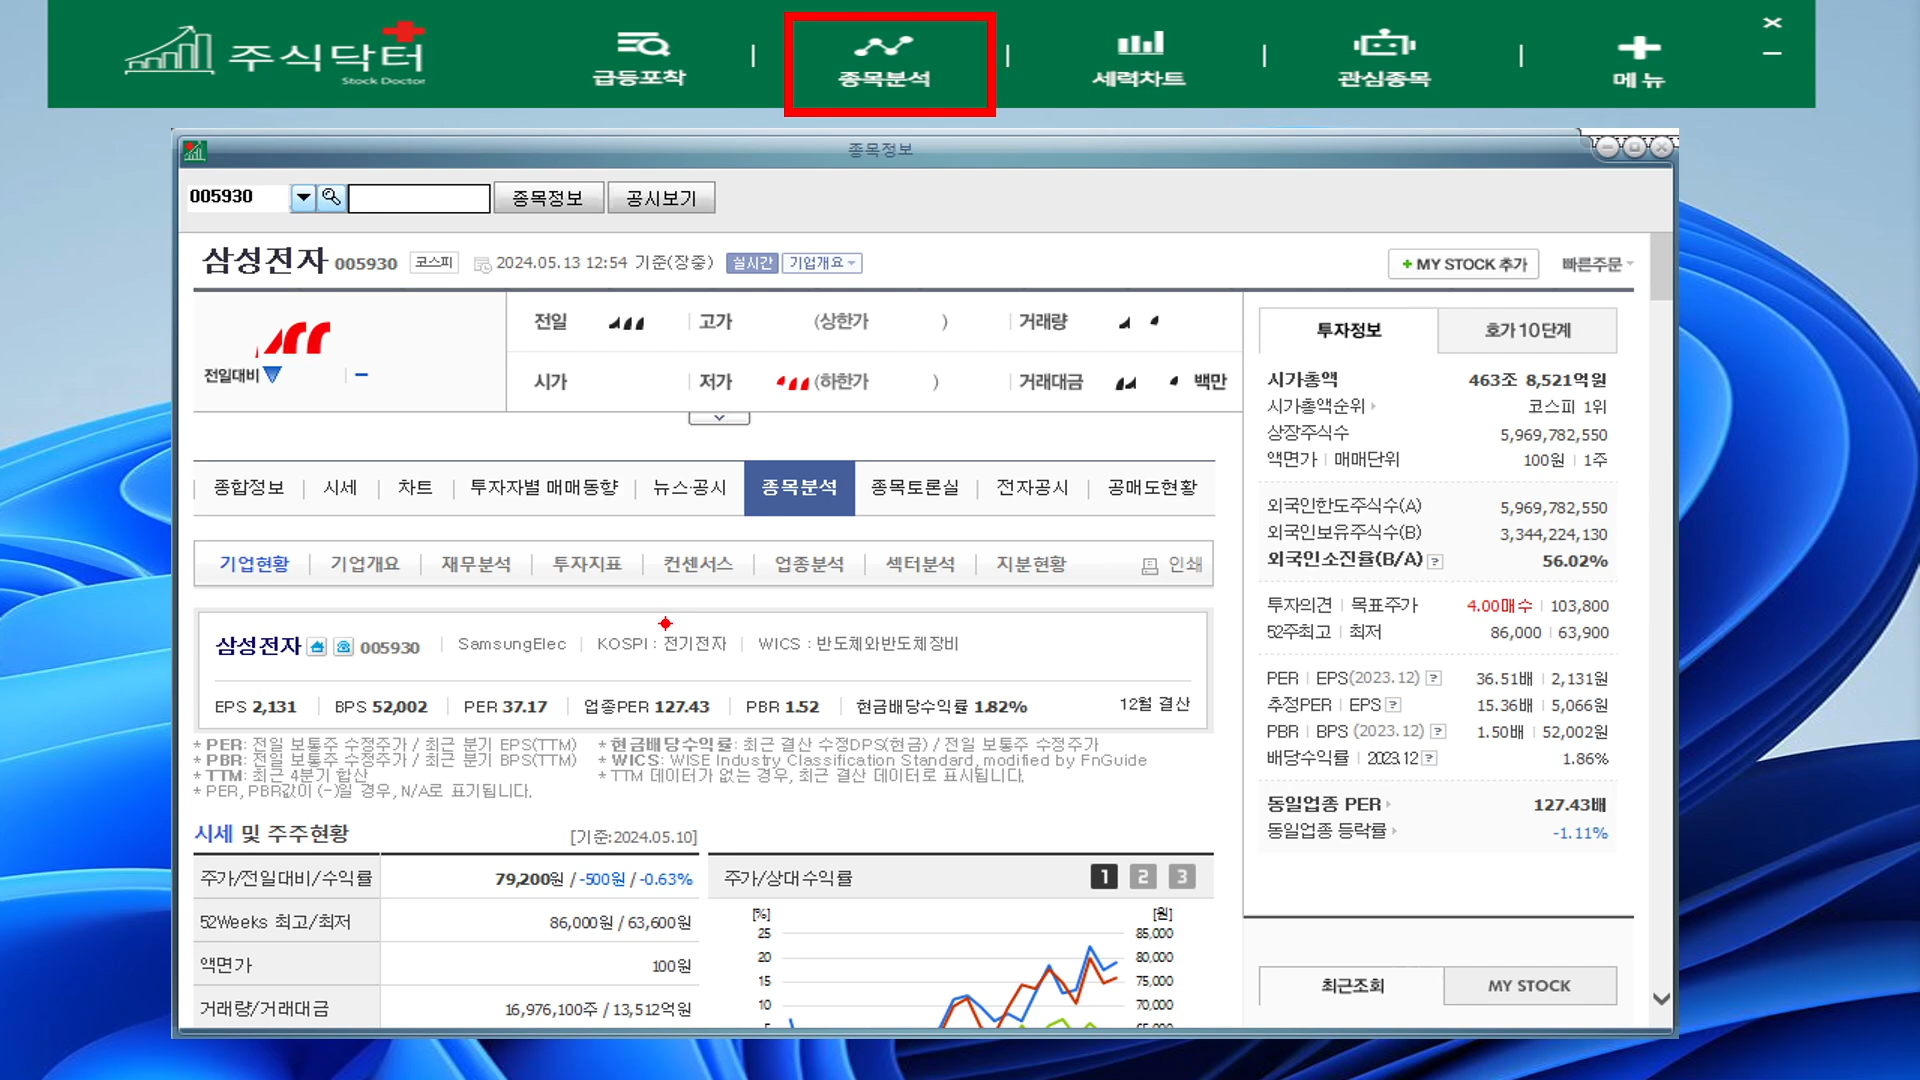 주식닥터
Stock Doctor
급등포착
종목분석
세력차트
관심종목
메뉴
종목정보
005930
종목정보
공시보기
삼성전자 005930 코스피 2024.05.13 12:54 기준(장중) 실시간 기업개요
+ MY STOCK 추가 빠른주문
전일대비
전일 고가 (상한가 ) 거래량
시가 저가 (하한가 ) 거래대금 백만
종합정보 시세 차트 투자자별 매매동향 뉴스·공시 종목분석 종목토론실 전자공시 공매도현황
기업현황 기업개요 재무분석 투자지표 컨센서스 업종분석 섹터분석 지분현황 인쇄
삼성전자 005930 SamsungElec KOSPI : 전기전자 WICS : 반도체와반도체장비
EPS 2,131 BPS 52,002 PER 37.17 업종PER 127.43 PBR 1.52 현금배당수익률 1.82% 12월 결산
* PER: 전일 보통주 수정주가 / 최근 분기 EPS(TTM)
* PBR: 전일 보통주 수정주가 / 최근 분기 BPS(TTM)
* TTM: 최근 4분기 합산
* PER, PBR값이 (-)일 경우, N/A로 표기됩니다.
* 현금배당수익률: 최근 결산 수정DPS(현금) / 전일 보통주 수정주가
* WICS: WISE Industry Classification Standard, modified by FnGuide
* TTM 데이터가 없는 경우, 최근 결산 데이터로 표시됩니다.
시세 및 주주현황 [기준:2024.05.10]
주가/전일대비/수익률 79,200원 / -500원 / -0.63%
52Weeks 최고/최저 86,000원 / 63,600원
액면가 100원
거래량/거래대금 16,976,100주 / 13,512억원
주가/상대수익률 1 2 3
[%] [원]
25 85,000
20 80,000
15 75,000
10 70,000
5 65,000
투자정보 호가 10단계
시가총액 463조 8,521억원
시가총액순위 코스피 1위
상장주식수 5,969,782,550
액면가 매매단위 100원 1주
외국인한도주식수(A) 5,969,782,550
외국인보유주식수(B) 3,344,224,130
외국인소진율(B/A) ? 56.02%
투자의견 목표주가 4.00매수 103,800
52주최고 최저 86,000 63,900
PER EPS(2023.12) ? 36.51배 2,131원
추정PER EPS ? 15.36배 5,066원
PBR BPS (2023.12) ? 1.50배 52,002원
배당수익률 2023.12 ? 1.86%
동일업종 PER 127.43배
동일업종 등락률 -1.11%
최근조회 MY STOCK